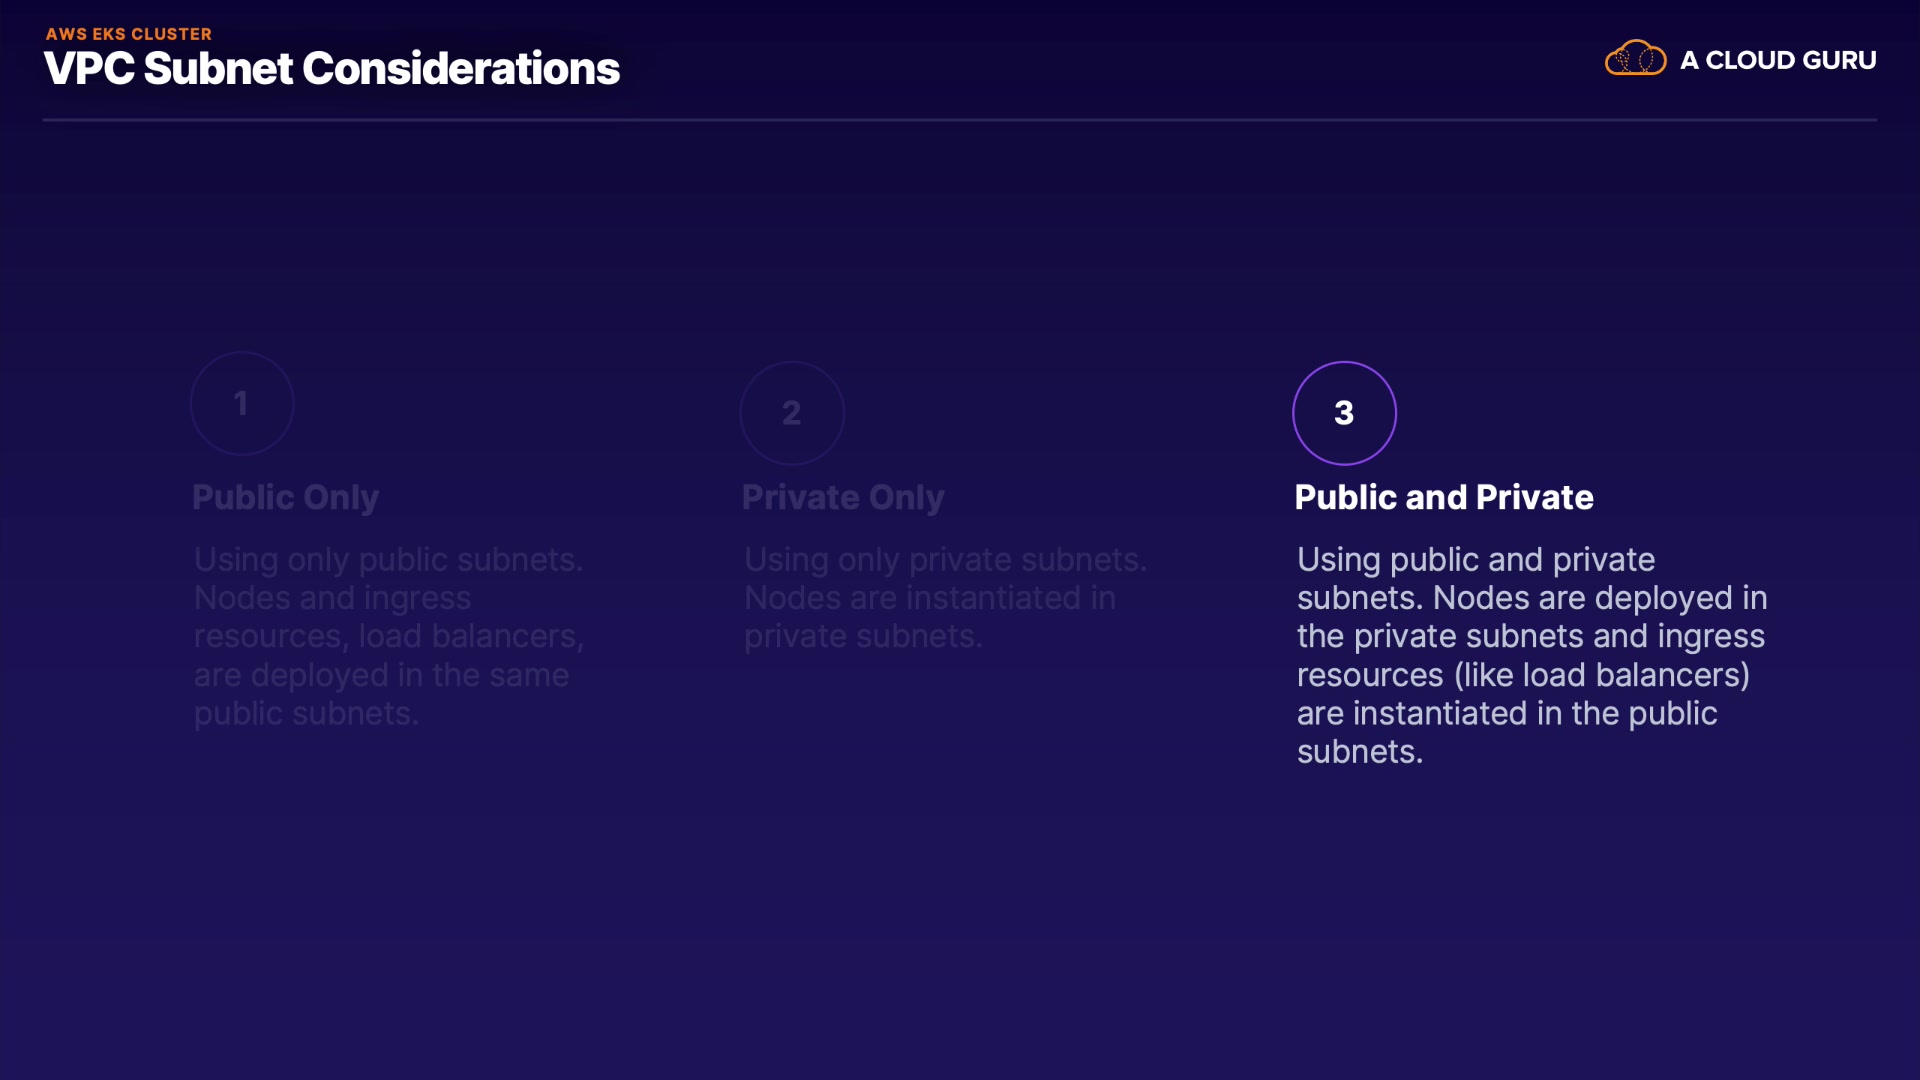 AWS EKS CLUSTER
VPC Subnet Considerations
A CLOUD GURU
1
Public Only
Using only public subnets.
Nodes and ingress
resources, load balancers,
are deployed in the same
public subnets.
2
Private Only
Using only private subnets.
Nodes are instantiated in
private subnets.
3
Public and Private
Using public and private
subnets. Nodes are deployed in
the private subnets and ingress
resources (like load balancers)
are instantiated in the public
subnets.